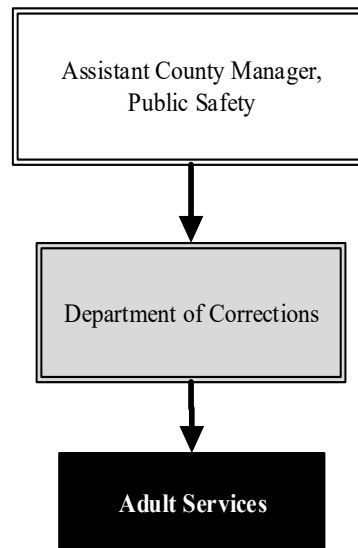 Assistant County Manager,
Public Safety
Department of Corrections
Adult Services